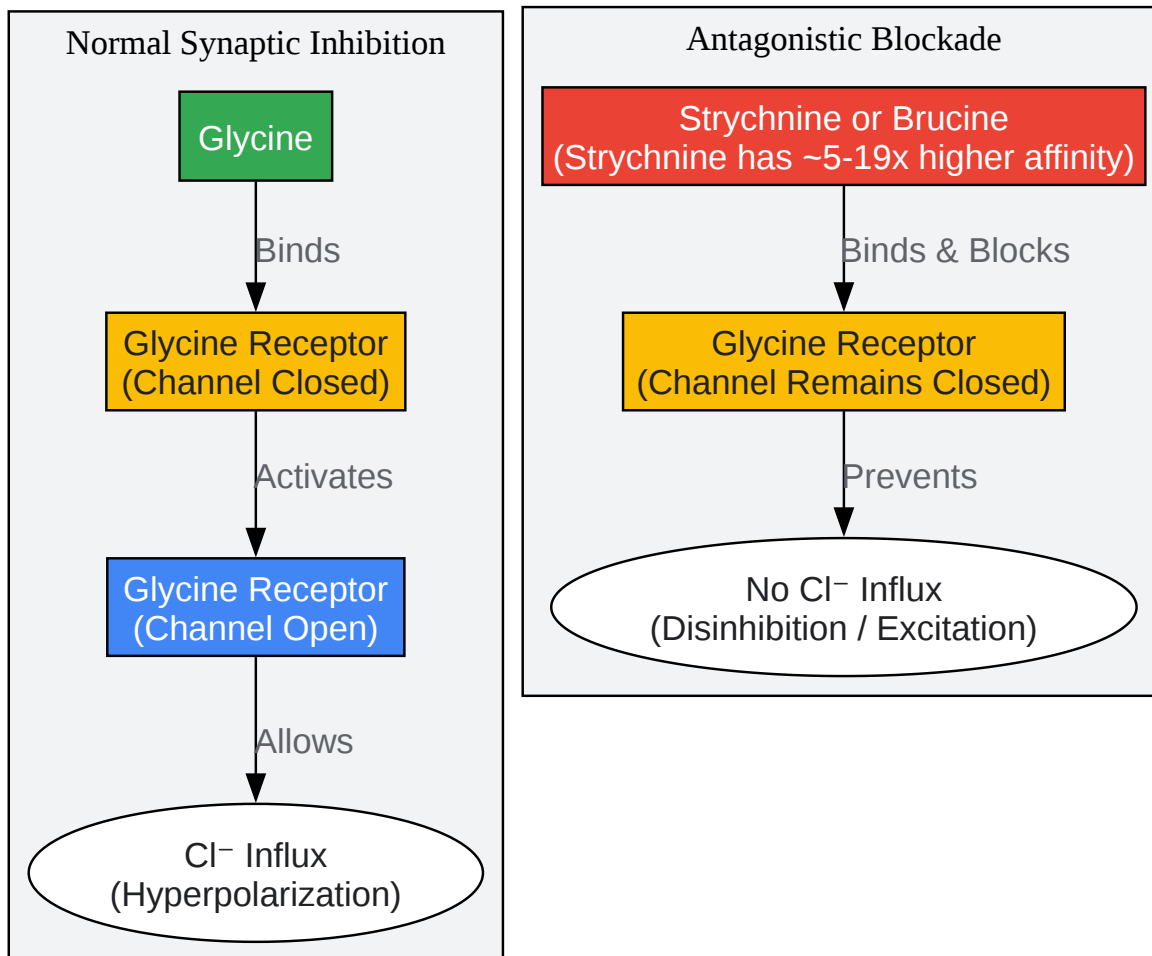 Normal Synaptic Inhibition
Glycine
Binds
Glycine Receptor
(Channel Closed)
Activates
Glycine Receptor
(Channel Open)
Allows
Cl⁻ Influx
(Hyperpolarization)
Antagonistic Blockade
Strychnine or Brucine
(Strychnine has ~5-19x higher affinity)
Binds & Blocks
Glycine Receptor
(Channel Remains Closed)
Prevents
No Cl⁻ Influx
(Disinhibition / Excitation)